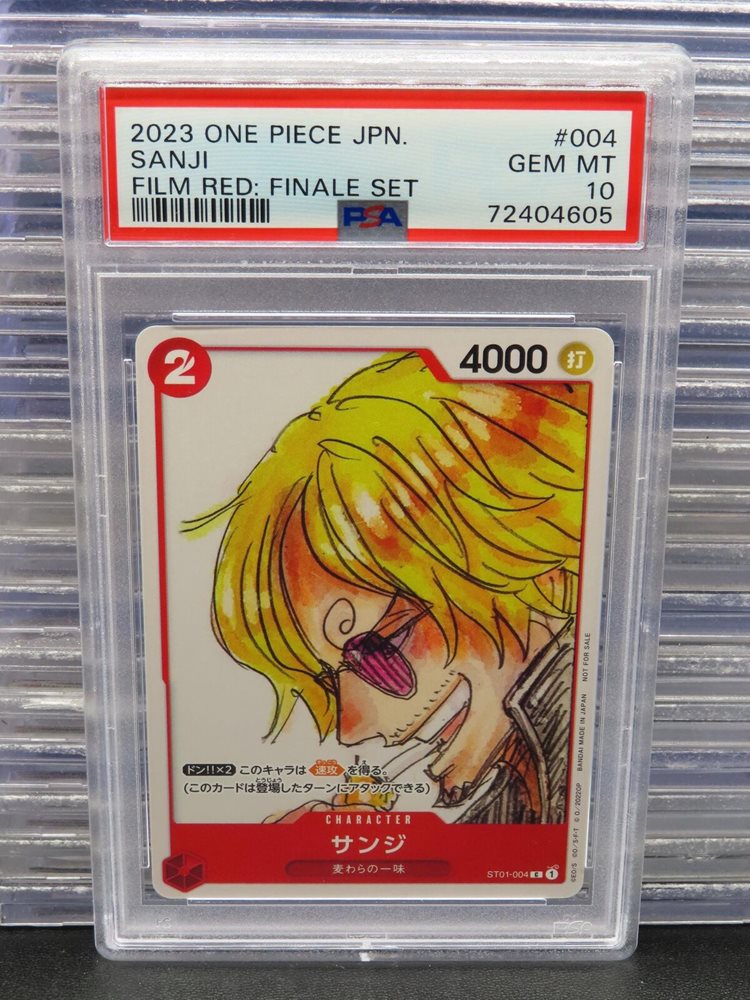 2023 ONE PIECE JPN. #004
SANJI GEM MT
FILM RED: FINALE SET 10
PSA 72404605
2 4000 打
NOT FOR SALE
BANDAI MADE IN JAPAN
ドン!!×2 このキャラは 速攻 を得る。
(このカードは登場したターンにアタックできる)
CHARACTER
サンジ
麦わらの一味
ST01-004 C 1